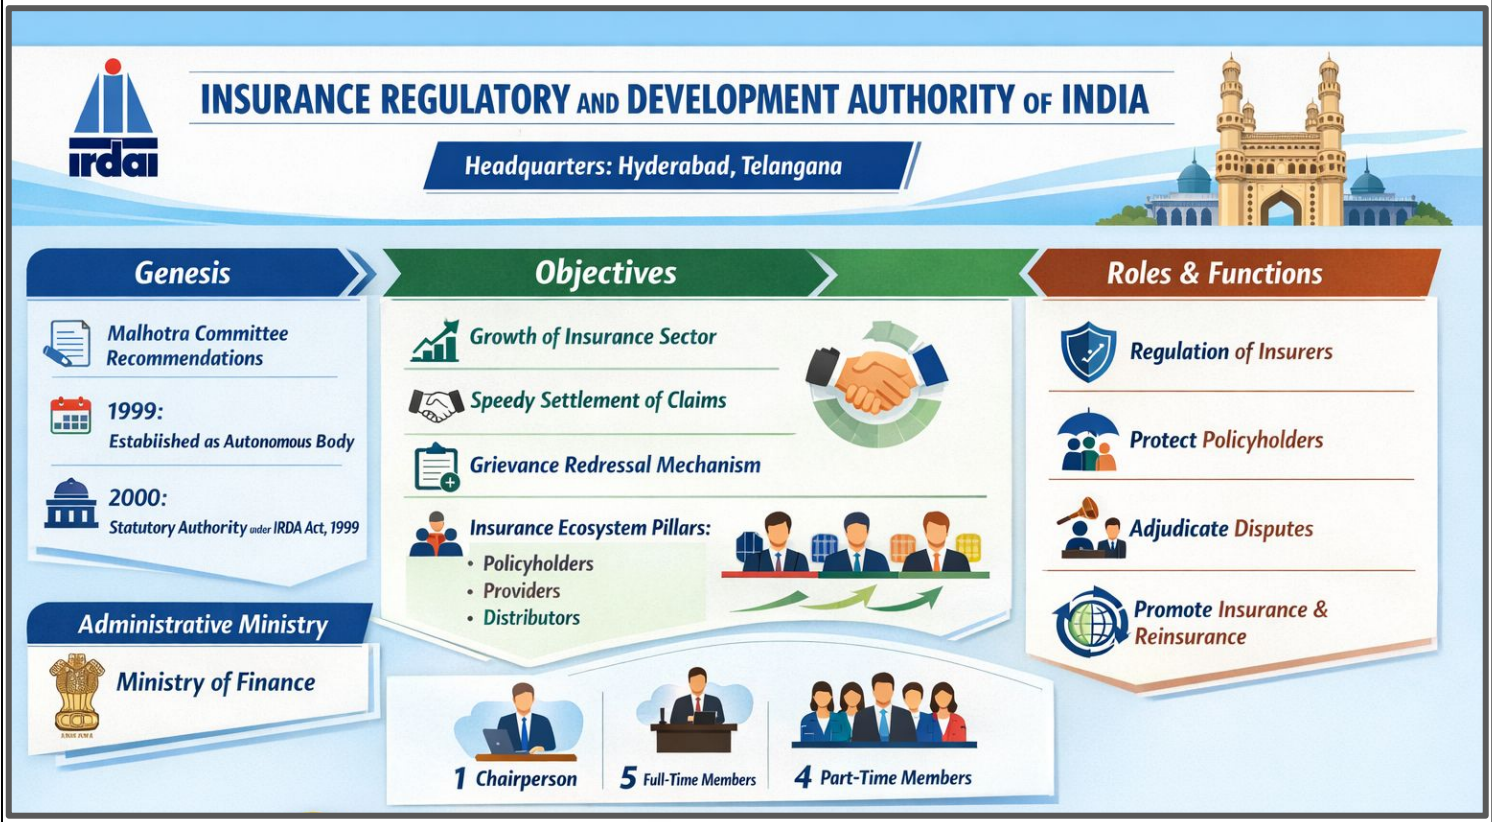 irdai
INSURANCE REGULATORY AND DEVELOPMENT AUTHORITY OF INDIA
Headquarters: Hyderabad, Telangana
Genesis
Malhotra Committee
Recommendations
1999:
Established as Autonomous Body
2000:
Statutory Authority under IRDA Act, 1999
Administrative Ministry
Ministry of Finance
Objectives
Growth of Insurance Sector
Speedy Settlement of Claims
Grievance Redressal Mechanism
Insurance Ecosystem Pillars:
• Policyholders
• Providers
• Distributors
1 Chairperson
5 Full-Time Members
4 Part-Time Members
Roles & Functions
Regulation of Insurers
Protect Policyholders
Adjudicate Disputes
Promote Insurance &
Reinsurance